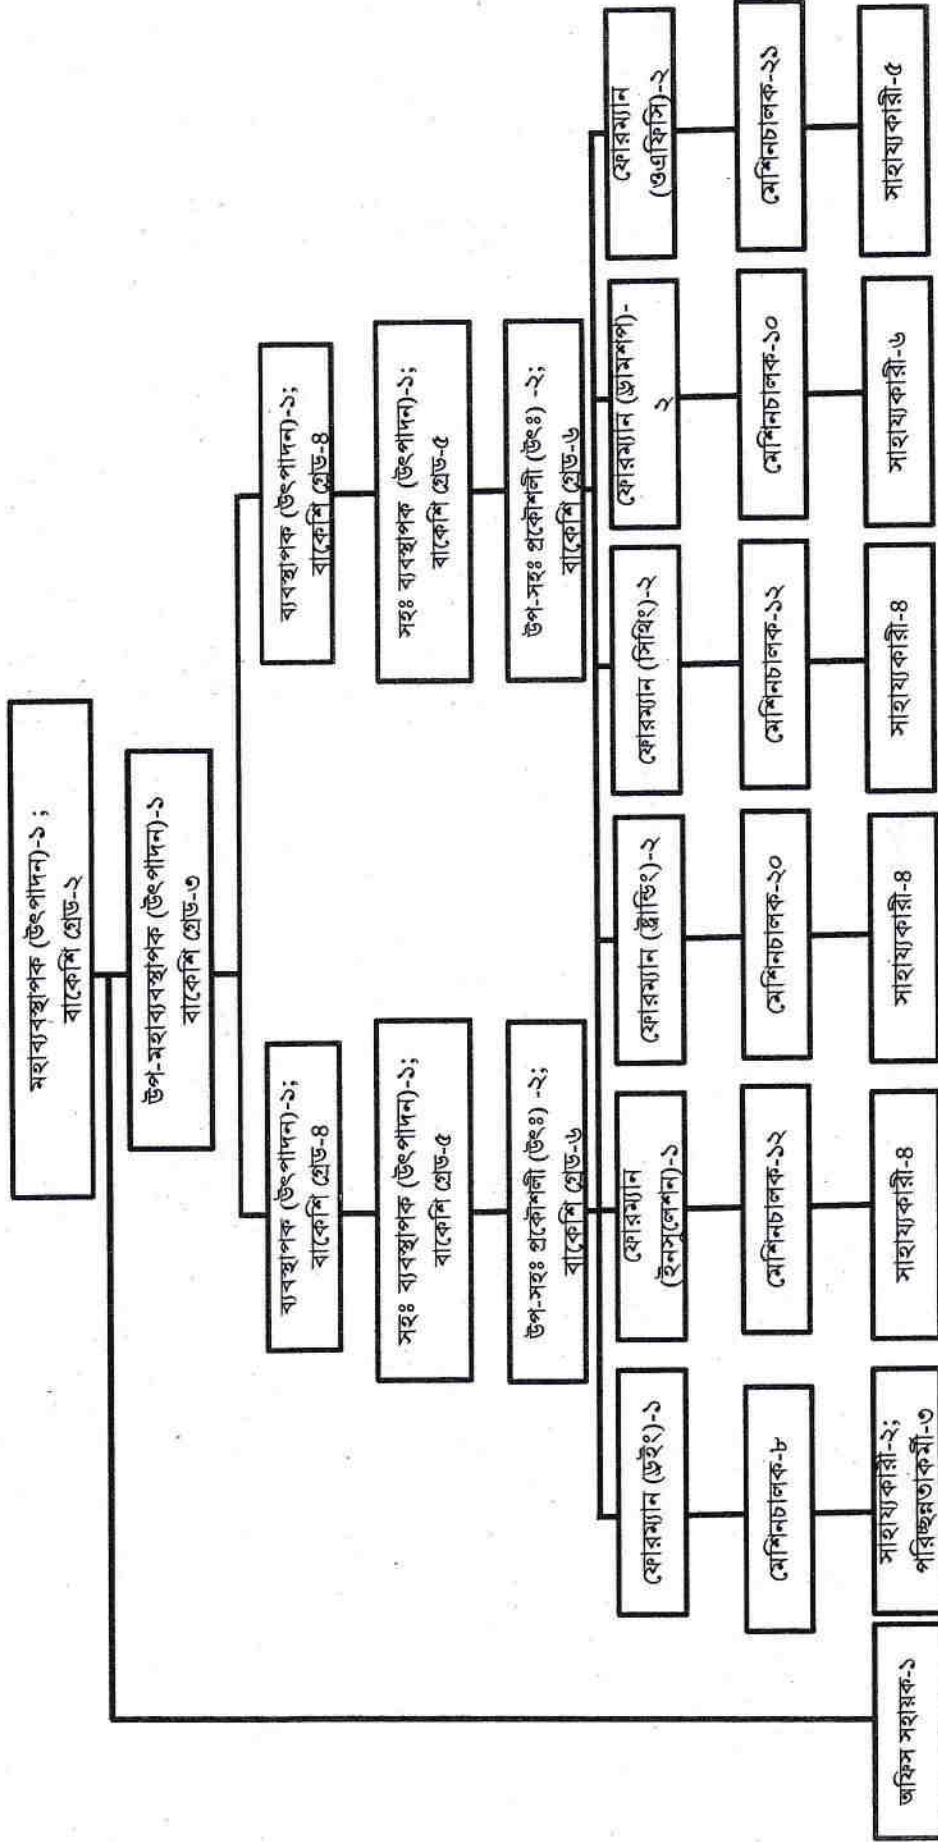 মহাব্যবস্থাপক (উৎপাদন)-১ ;
বাকেশি গ্রেড-২
উপ-মহাব্যবস্থাপক (উৎপাদন)-১
বাকেশি গ্রেড-৩
ব্যবস্থাপক (উৎপাদন)-১;
বাকেশি গ্রেড-৪
ব্যবস্থাপক (উৎপাদন)-১;
বাকেশি গ্রেড-৪
সহঃ ব্যবস্থাপক (উৎপাদন)-১;
বাকেশি গ্রেড-৫
সহঃ ব্যবস্থাপক (উৎপাদন)-১;
বাকেশি গ্রেড-৫
উপ-সহঃ প্রকৌশলী (উৎঃ) -২;
বাকেশি গ্রেড-৬
উপ-সহঃ প্রকৌশলী (উৎঃ) -২;
বাকেশি গ্রেড-৬
ফোরম্যান (ড্রইং)-১
ফোরম্যান
(ইনসুলেশন)-১
ফোরম্যান (স্ট্রান্ডিং)-২
ফোরম্যান (সিথিং)-২
ফোরম্যান (ড্রামশপ)-
২
ফোরম্যান
(ওএফসি)-২
মেশিনচালক-৮
মেশিনচালক-১২
মেশিনচালক-২০
মেশিনচালক-১২
মেশিনচালক-১০
মেশিনচালক-২১
অফিস সহায়ক-১
সাহায্যকারী-২;
পরিচ্ছন্নতাকর্মী-৩
সাহায্যকারী-৪
সাহায্যকারী-৪
সাহায্যকারী-৪
সাহায্যকারী-৬
সাহায্যকারী-৫